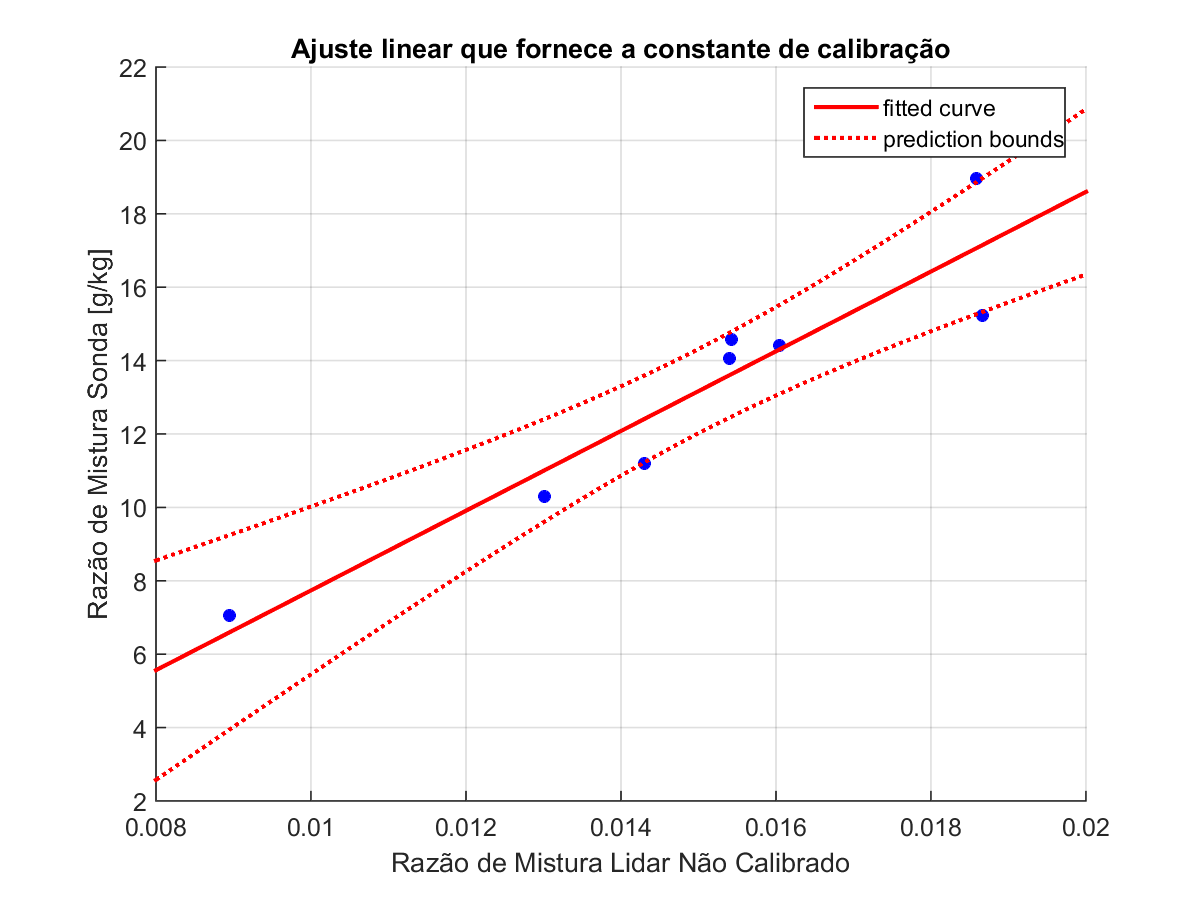 Ajuste linear que fornece a constante de calibração
22
20
18
16
14
12
10
8
6
4
2
Razão de Mistura Sonda [g/kg]
fitted curve
prediction bounds
0.008 0.01 0.012 0.014 0.016 0.018 0.02
Razão de Mistura Lidar Não Calibrado